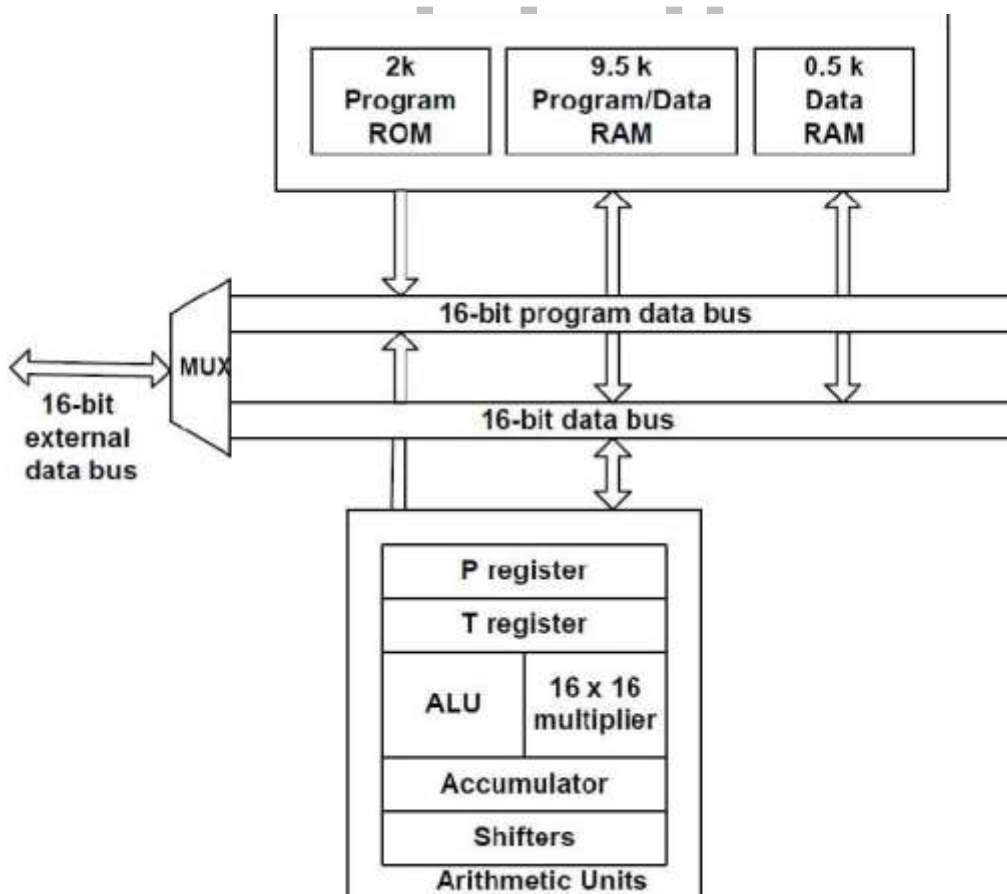 2k
Program
ROM
9.5 k
Program/Data
RAM
0.5 k
Data
RAM
16-bit program data bus
MUX
16-bit
external
data bus
16-bit data bus
P register
T register
ALU
16 x 16
multiplier
Accumulator
Shifters
Arithmetic Units